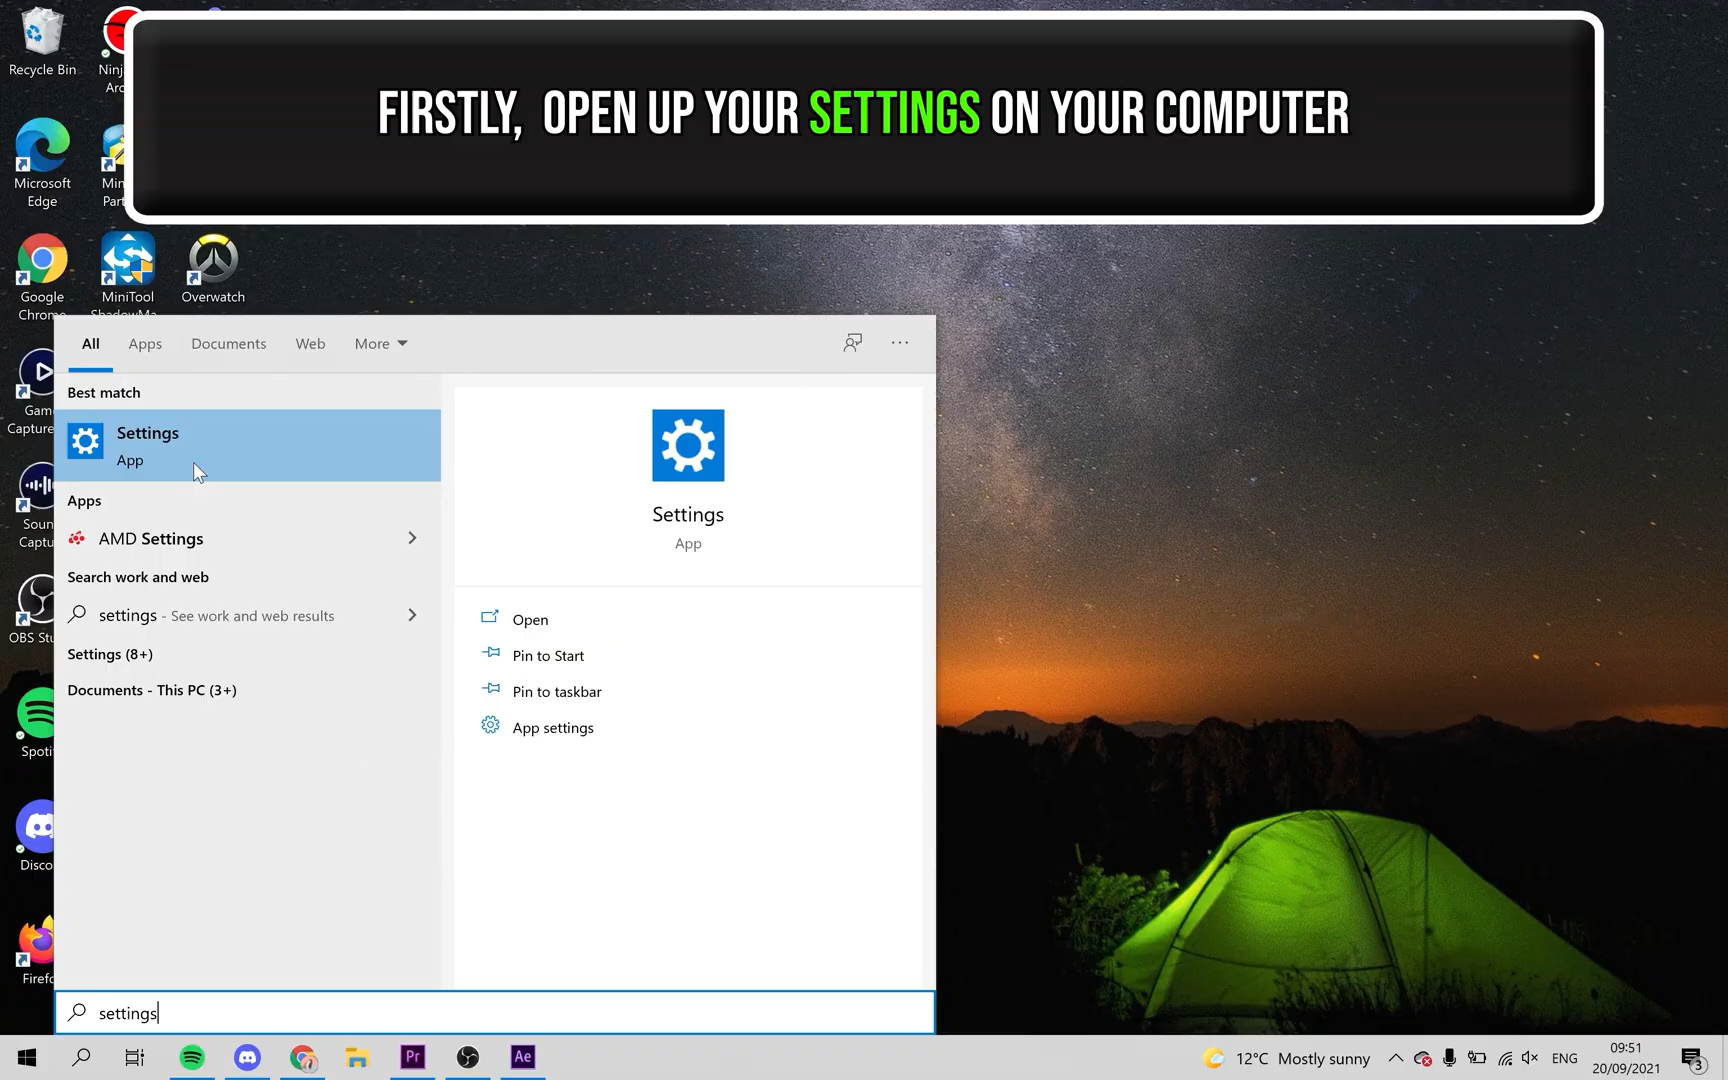 FIRSTLY, OPEN UP YOUR SETTINGS ON YOUR COMPUTER
Recycle Bin
Microsoft
Edge
Google
MiniTool
Overwatch
All
Apps
Documents
Web
More
Best match
Settings
App
Apps
AMD Settings
Search work and web
settings - See work and web results
Settings (8+)
Documents - This PC (3+)
Settings
App
Open
Pin to Start
Pin to taskbar
App settings
settings
Pr
Ae
12°C Mostly sunny
ENG
09:51
20/09/2021
3